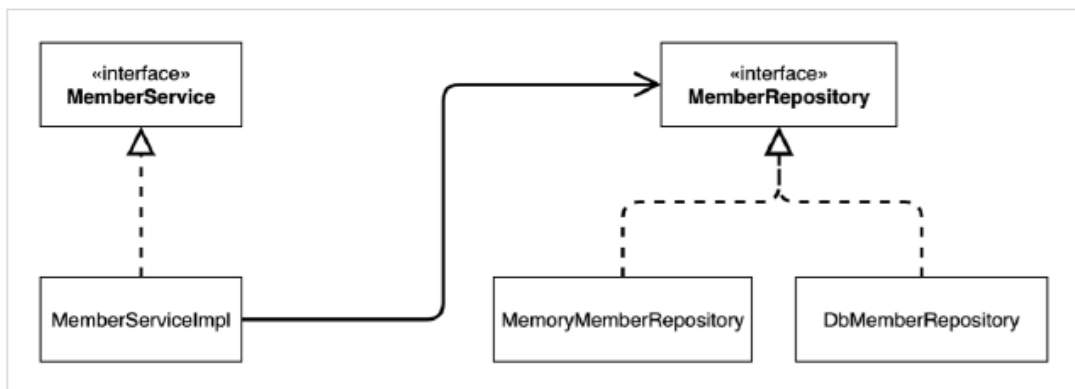 «interface»
MemberService
«interface»
MemberRepository
MemberServiceImpl
MemoryMemberRepository
DbMemberRepository